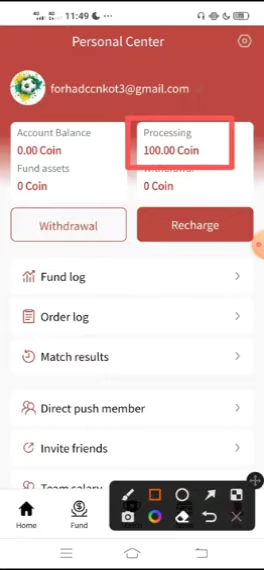 11:49
Personal Center
forhadccnkot3@gmail.com
Account Balance
Processing
0.00 Coin
100.00 Coin
Fund assets
0 Coin
0 Coin
Withdrawal
Recharge
Fund log
Order log
Match results
Direct push member
Invite friends
Team salary
Home
Fund